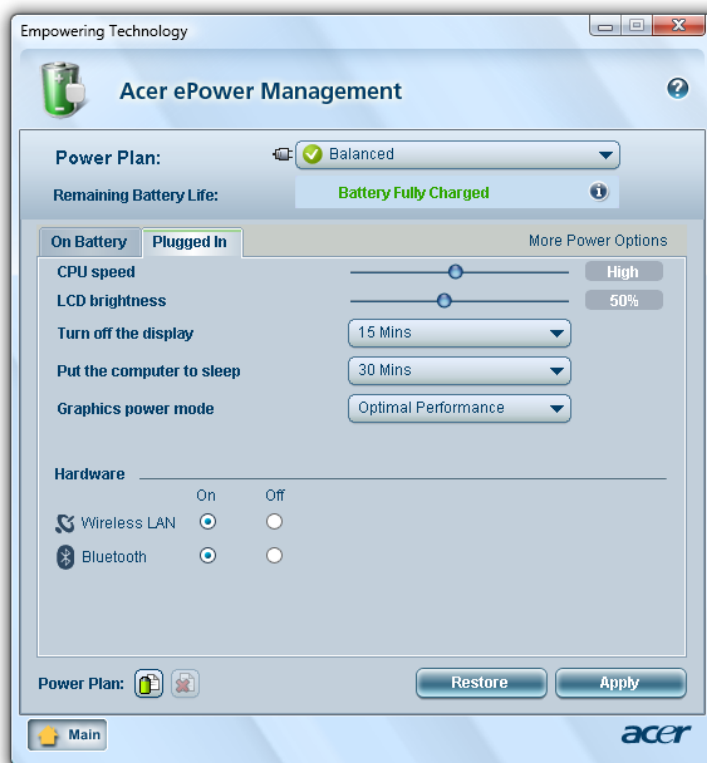 Empowering Technology
Acer ePower Management
Power Plan: Balanced
Remaining Battery Life: Battery Fully Charged
On Battery Plugged In More Power Options
CPU speed High
LCD brightness 50%
Turn off the display 15 Mins
Put the computer to sleep 30 Mins
Graphics power mode Optimal Performance
Hardware
On Off
Wireless LAN
Bluetooth
Power Plan: Restore Apply
Main acer